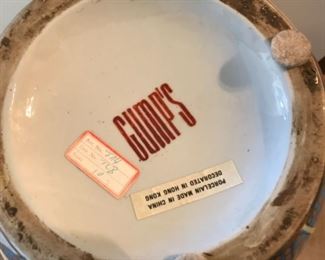 GUMP'S
PORCELAIN MADE IN CHINA
DECORATED IN HONG KONG